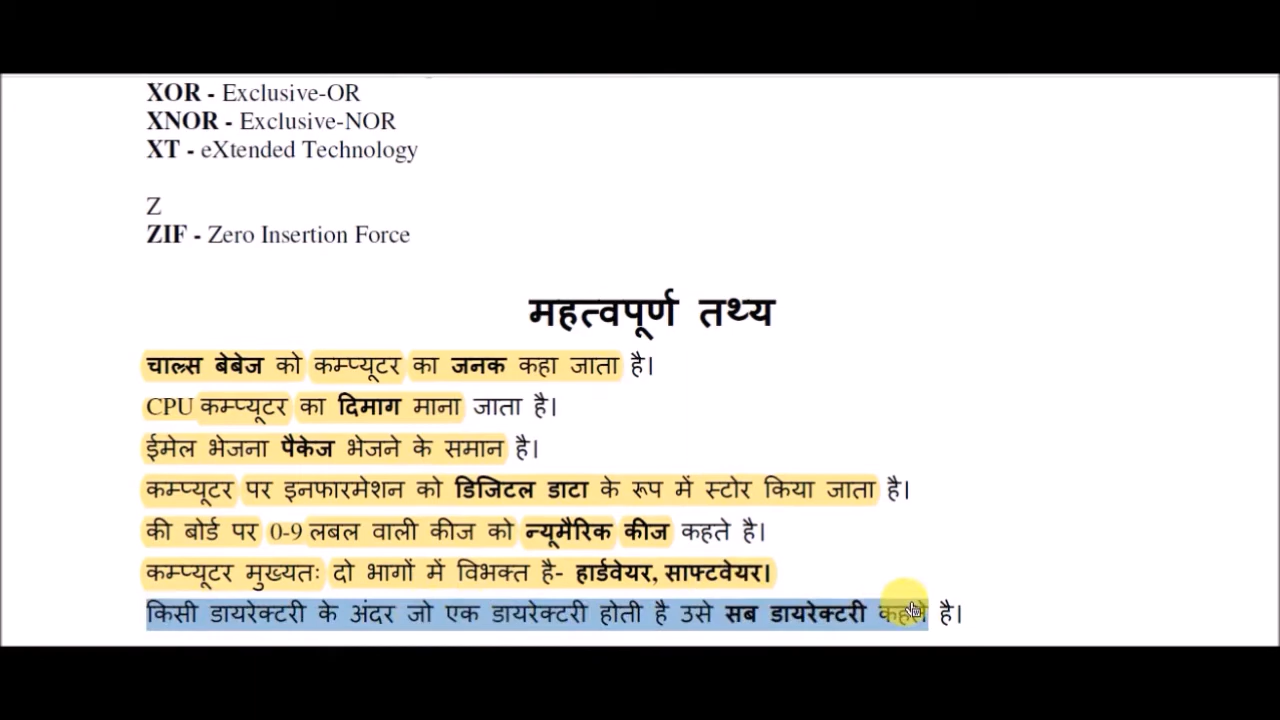 XOR - Exclusive-OR
XNOR - Exclusive-NOR
XT - eXtended Technology
Z
ZIF - Zero Insertion Force
महत्वपूर्ण तथ्य
चाल्र्स बेबेज को कम्प्यूटर का जनक कहा जाता है।
CPU कम्प्यूटर का दिमाग माना जाता है।
ईमेल भेजना पैकेज भेजने के समान है।
कम्प्यूटर पर इनफारमेशन को डिजिटल डाटा के रूप में स्टोर किया जाता है।
की बोर्ड पर 0-9 लबल वाली कीज को न्यूमैरिक कीज कहते है।
कम्प्यूटर मुख्यतः दो भागों में विभक्त है- हार्डवेयर, साफ्टवेयर।
किसी डायरेक्टरी के अंदर जो एक डायरेक्टरी होती है उसे सब डायरेक्टरी कहते है।